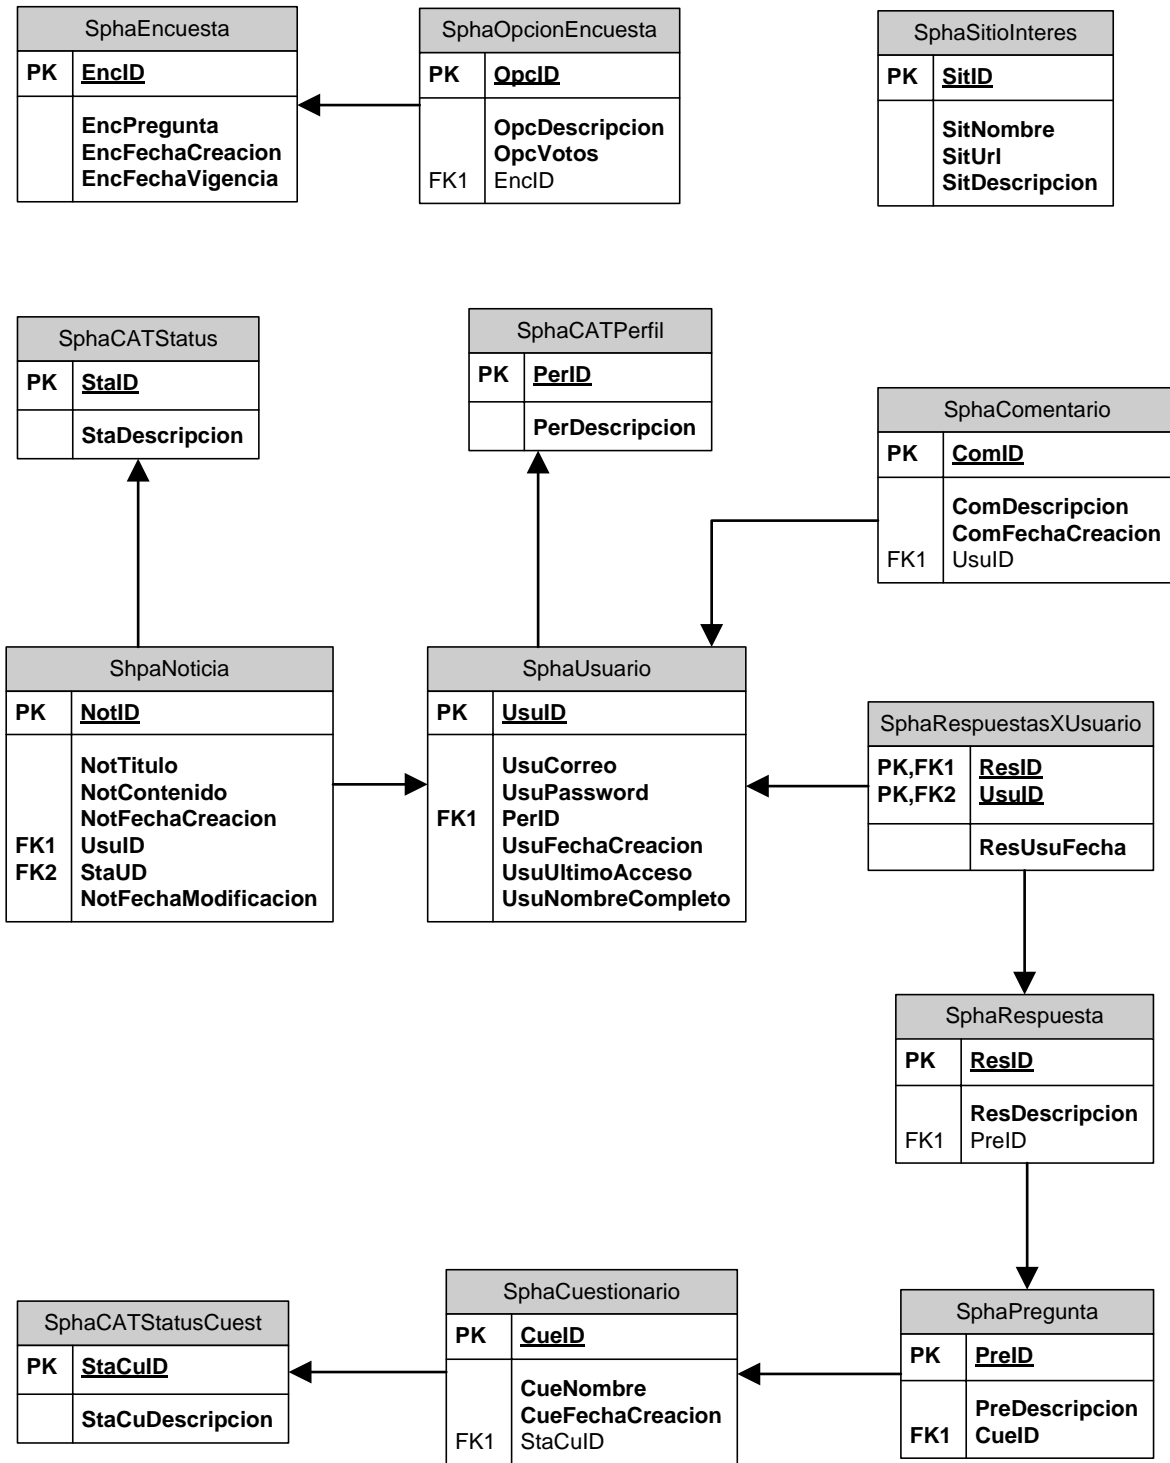 SphaEncuesta
PK EncID
EncPregunta
EncFechaCreacion
EncFechaVigencia
SphaOpcionEncuesta
PK OpcID
OpcDescripcion
OpcVotos
FK1 EncID
SphaSitioInteres
PK SitID
SitNombre
SitUrl
SitDescripcion
SphaCATStatus
PK StaID
StaDescripcion
SphaCATPerfil
PK PerID
PerDescripcion
SphaComentario
PK ComID
ComDescripcion
ComFechaCreacion
FK1 UsuID
ShpaNoticia
PK NotID
NotTitulo
NotContenido
NotFechaCreacion
FK1 UsuID
FK2 StaUD
NotFechaModificacion
SphaUsuario
PK UsuID
UsuCorreo
UsuPassword
FK1 PerID
UsuFechaCreacion
UsuUltimoAcceso
UsuNombreCompleto
SphaRespuestasXUsuario
PK,FK1 ResID
PK,FK2 UsuID
ResUsuFecha
SphaRespuesta
PK ResID
ResDescripcion
FK1 PreID
SphaCATStatusCuest
PK StaCuID
StaCuDescripcion
SphaCuestionario
PK CueID
CueNombre
CueFechaCreacion
FK1 StaCuID
SphaPregunta
PK PreID
PreDescripcion
FK1 CueID